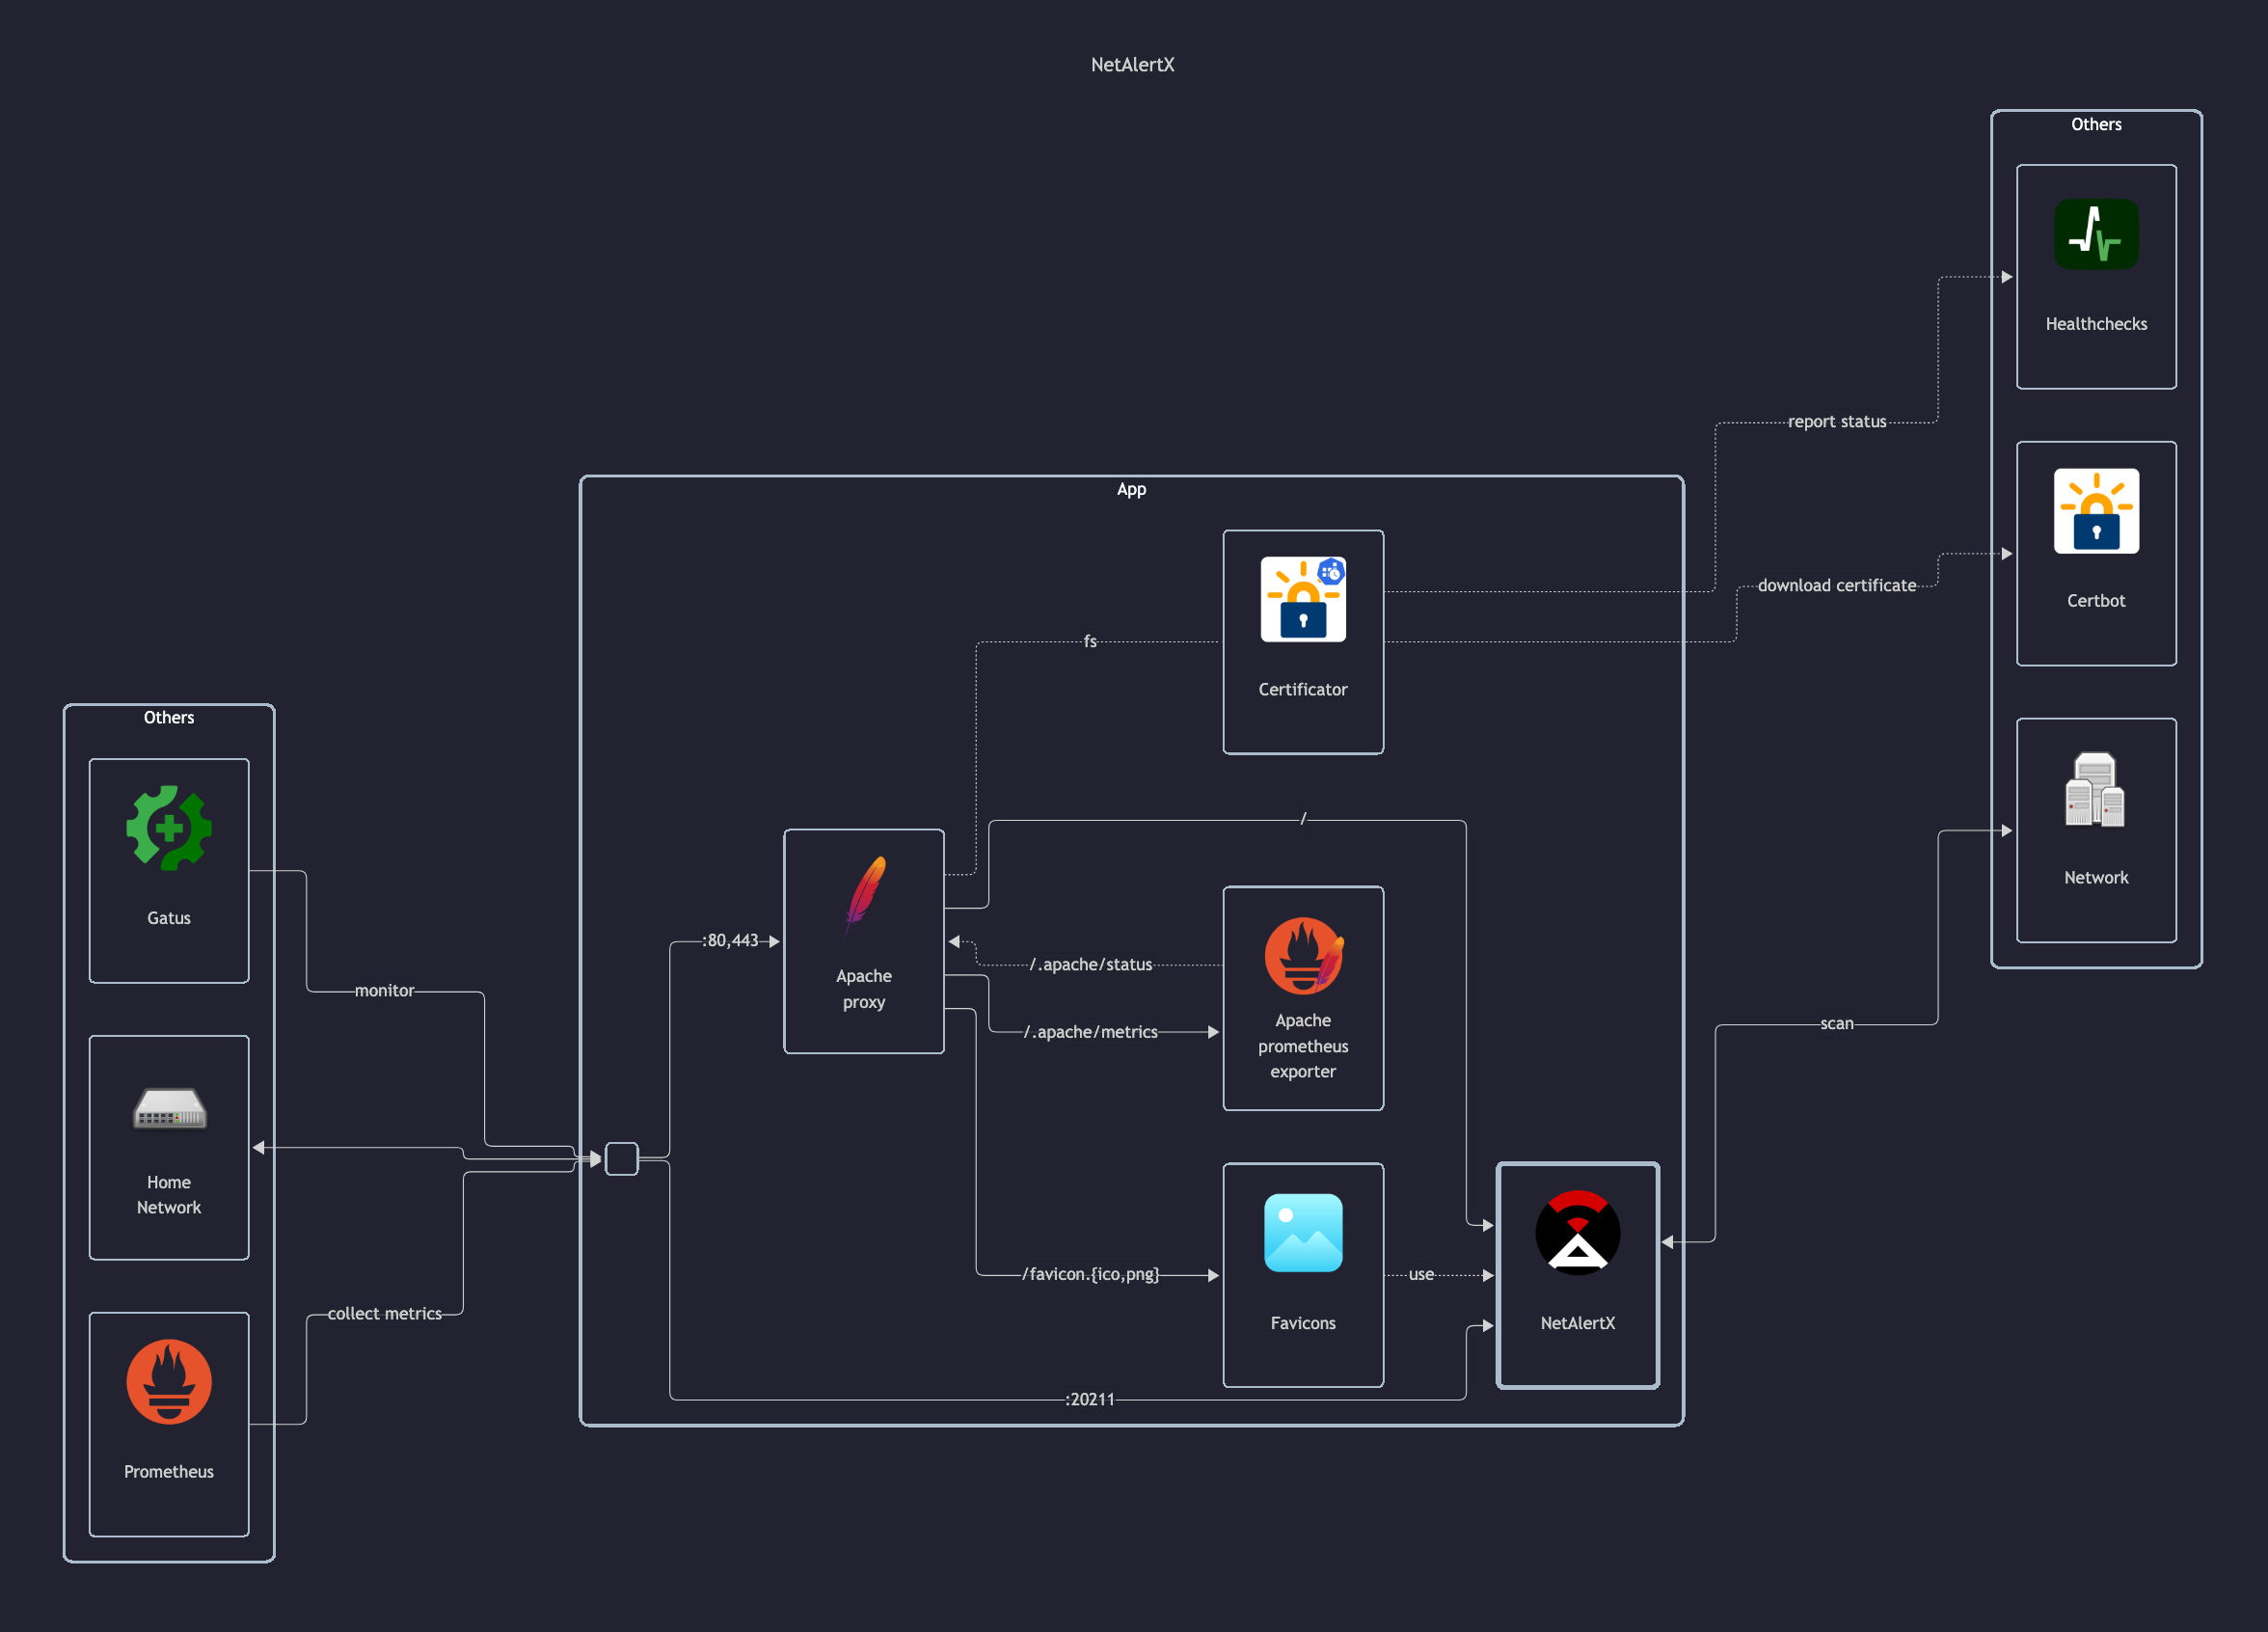 NetAlertX
Others
Gatus
Home
Network
Prometheus
monitor
collect metrics
App
:80,443
Apache
proxy
fs
/
/.apache/status
/.apache/metrics
/favicon.{ico,png}
:20211
Certificator
Apache
prometheus
exporter
Favicons
use
NetAlertX
report status
download certificate
scan
Others
Healthchecks
Certbot
Network